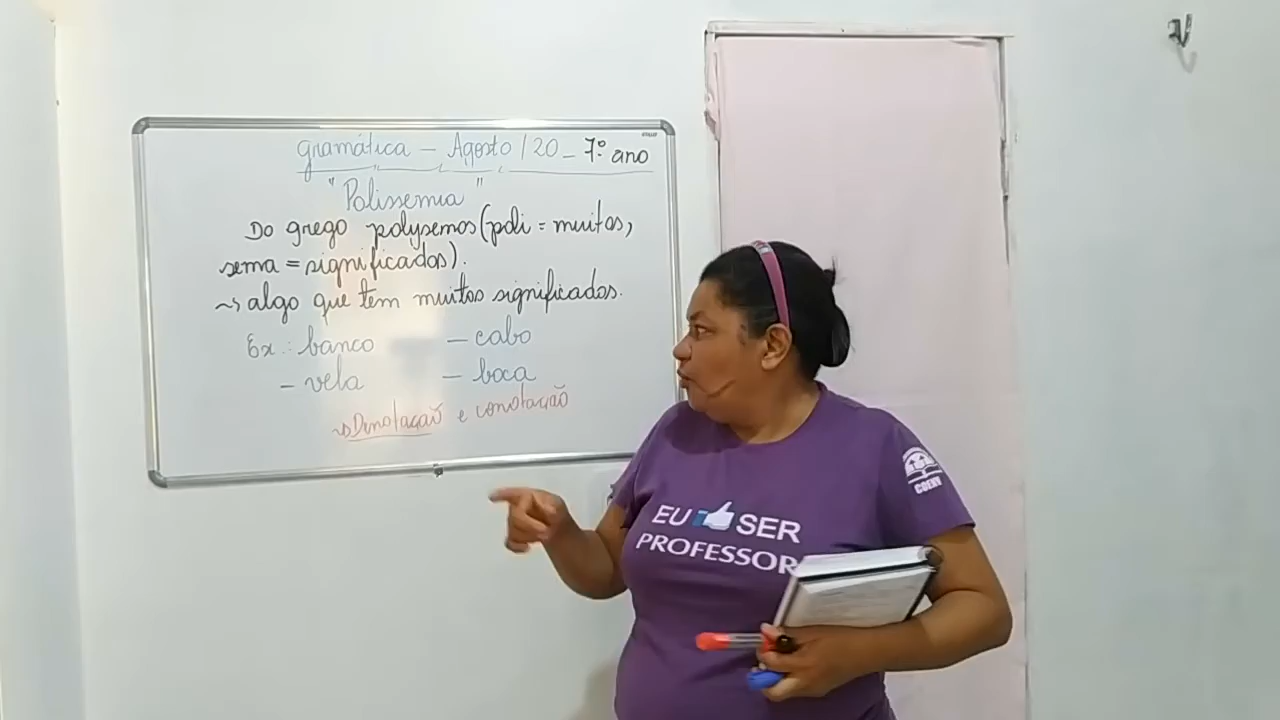 gramática - Agosto /20 - 7º ano
"Polissemia"
Do grego polysemos (poli = muitos,
sema = significados).
~> algo que tem muitos significados.
Ex.: banco - cabo
- vela - boca
~> Denotação e conotação
EU SER
PROFESSOR
COENV